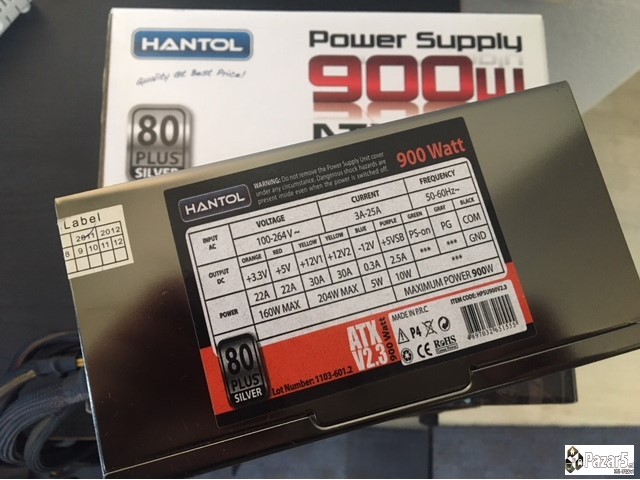 HANTOL
Quality at Best Price!
Power Supply
900W
80
PLUS
SILVER
Label
2011 2012
8 9 10 11 12
HANTOL
WARNING: Do not remove the Power Supply Unit cover
under any circumstance. Dangerous shock hazards are
present inside even when the power is switched off.
900 Watt
INPUT AC VOLTAGE CURRENT FREQUENCY
100-264V~ 3A-25A 50-60Hz~
OUTPUT DC ORANGE RED YELLOW YELLOW BLUE PURPLE GREEN GRAY BLACK
+3.3V +5V +12V1 +12V2 -12V +5VSB PS-on PG COM
22A 22A 30A 30A 0.3A 2.5A *** *** GND
POWER 160W MAX 204W MAX 5W 10W MAXIMUM POWER 900W
80
PLUS
SILVER
Lot Number: 1103-601.2
ATX
V2.3
900 Watt
MADE IN P.R.C
P4
CE RoHS
ITEM CODE: HPSU900V2.3
Pazar5